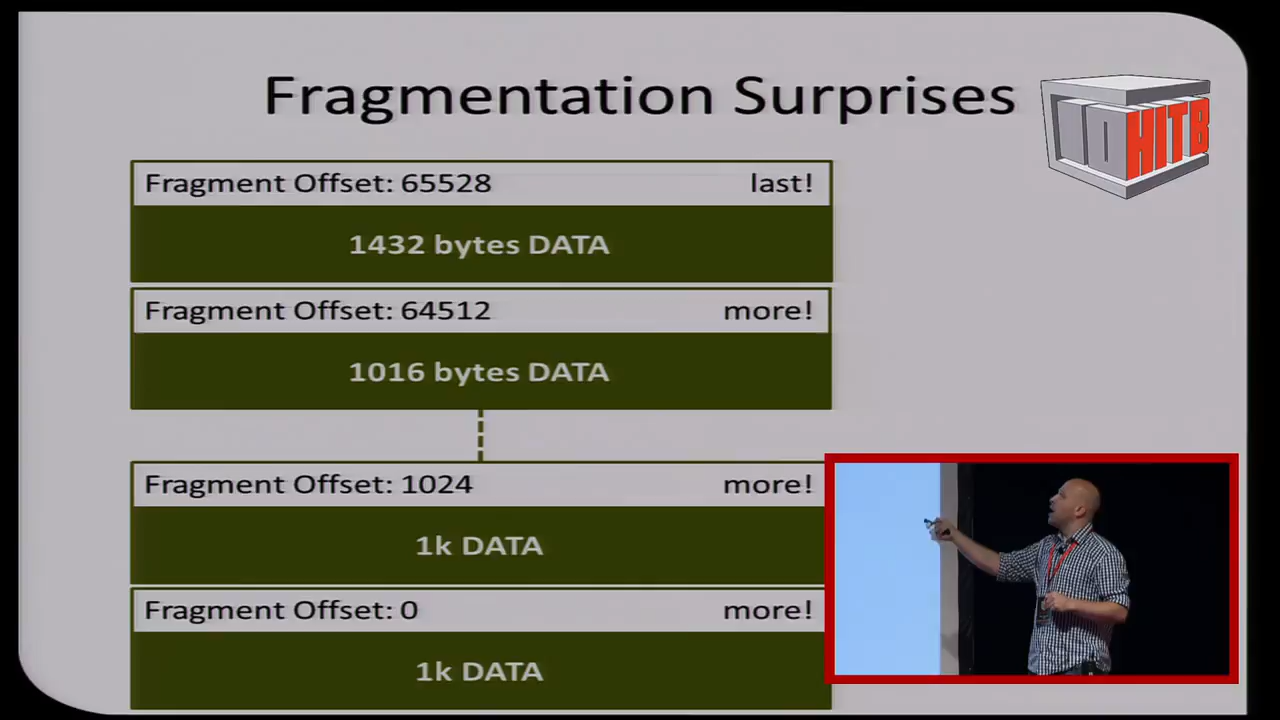 Fragmentation Surprises
HITB
Fragment Offset: 65528 last!
1432 bytes DATA
Fragment Offset: 64512 more!
1016 bytes DATA
Fragment Offset: 1024 more!
1k DATA
Fragment Offset: 0 more!
1k DATA